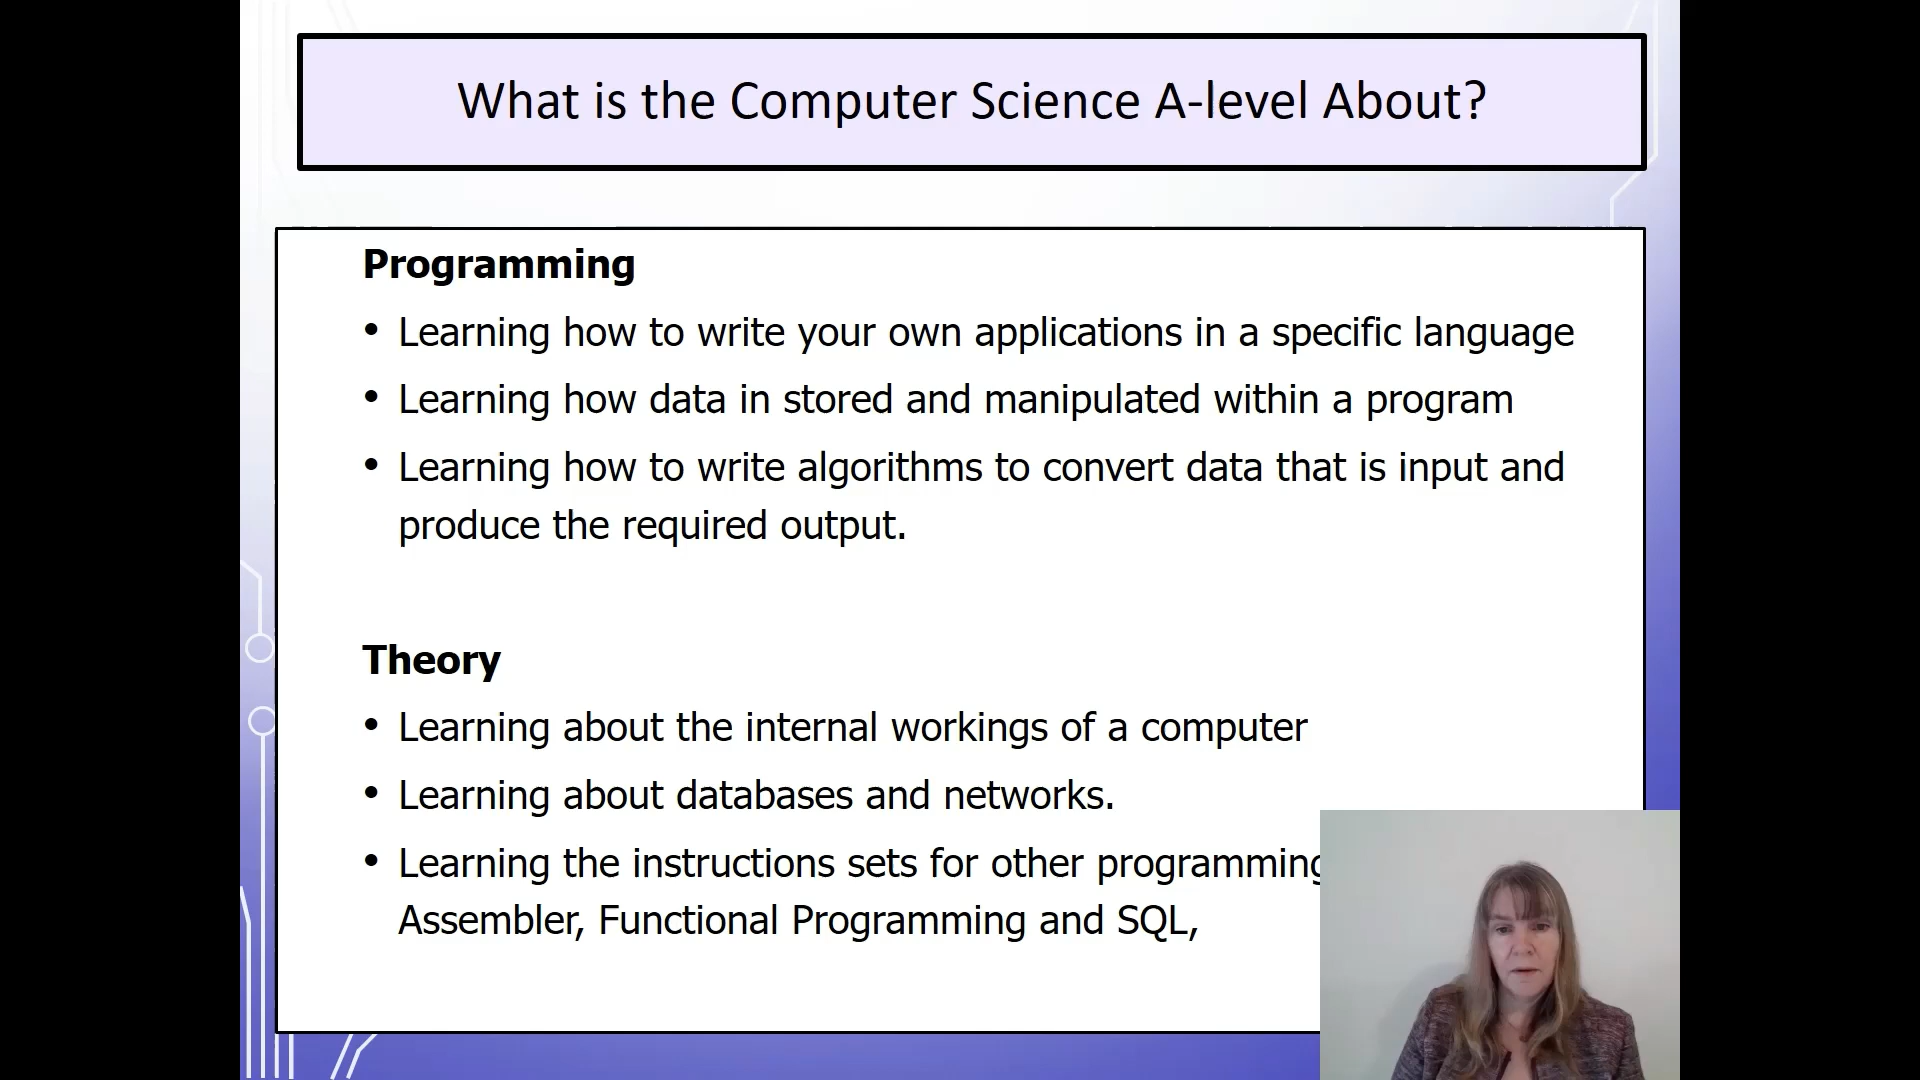 What is the Computer Science A-level About?
Programming
• Learning how to write your own applications in a specific language
• Learning how data in stored and manipulated within a program
• Learning how to write algorithms to convert data that is input and
produce the required output.
Theory
• Learning about the internal workings of a computer
• Learning about databases and networks.
• Learning the instructions sets for other programming
Assembler, Functional Programming and SQL,